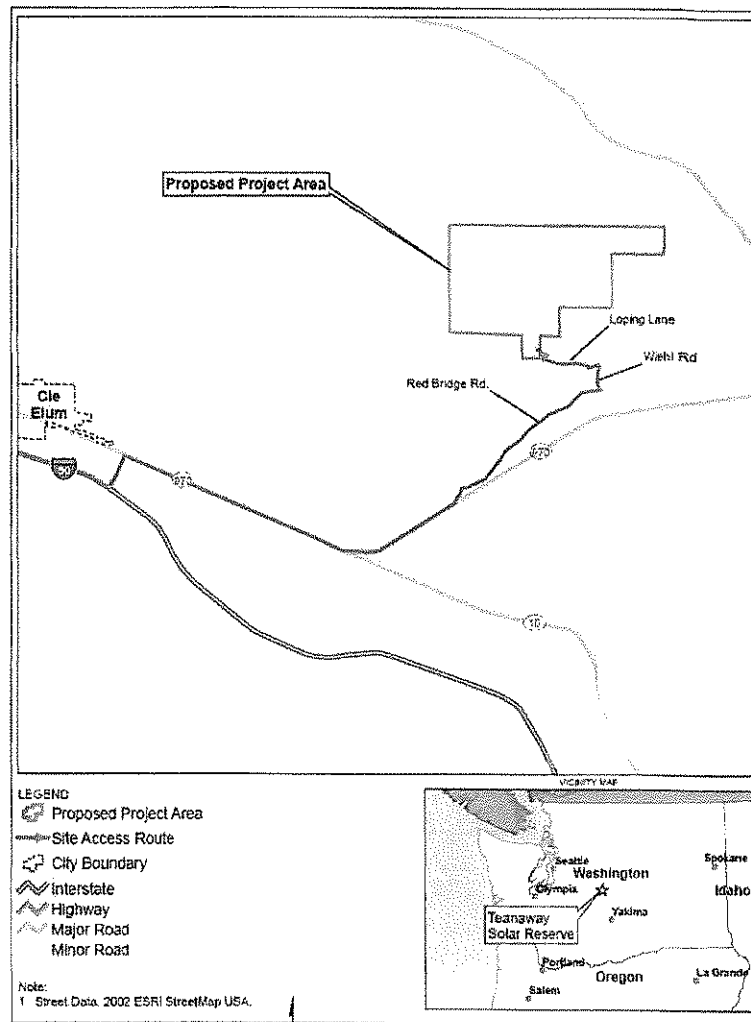 Proposed Project Area
Loping Lane
Wiehl Rd
Red Bridge Rd.
Cle
Elum
970
970
10
VICINITY MAP
LEGEND
Proposed Project Area
Site Access Route
City Boundary
Interstate
Highway
Major Road
Minor Road
Note:
1 Street Data, 2002 ESRI StreetMap USA.
Seattle
Spokane
Washington
Olympia
Idaho
Teanaway
Solar Reserve
Yakima
Portland
Oregon
La Grande
Salem